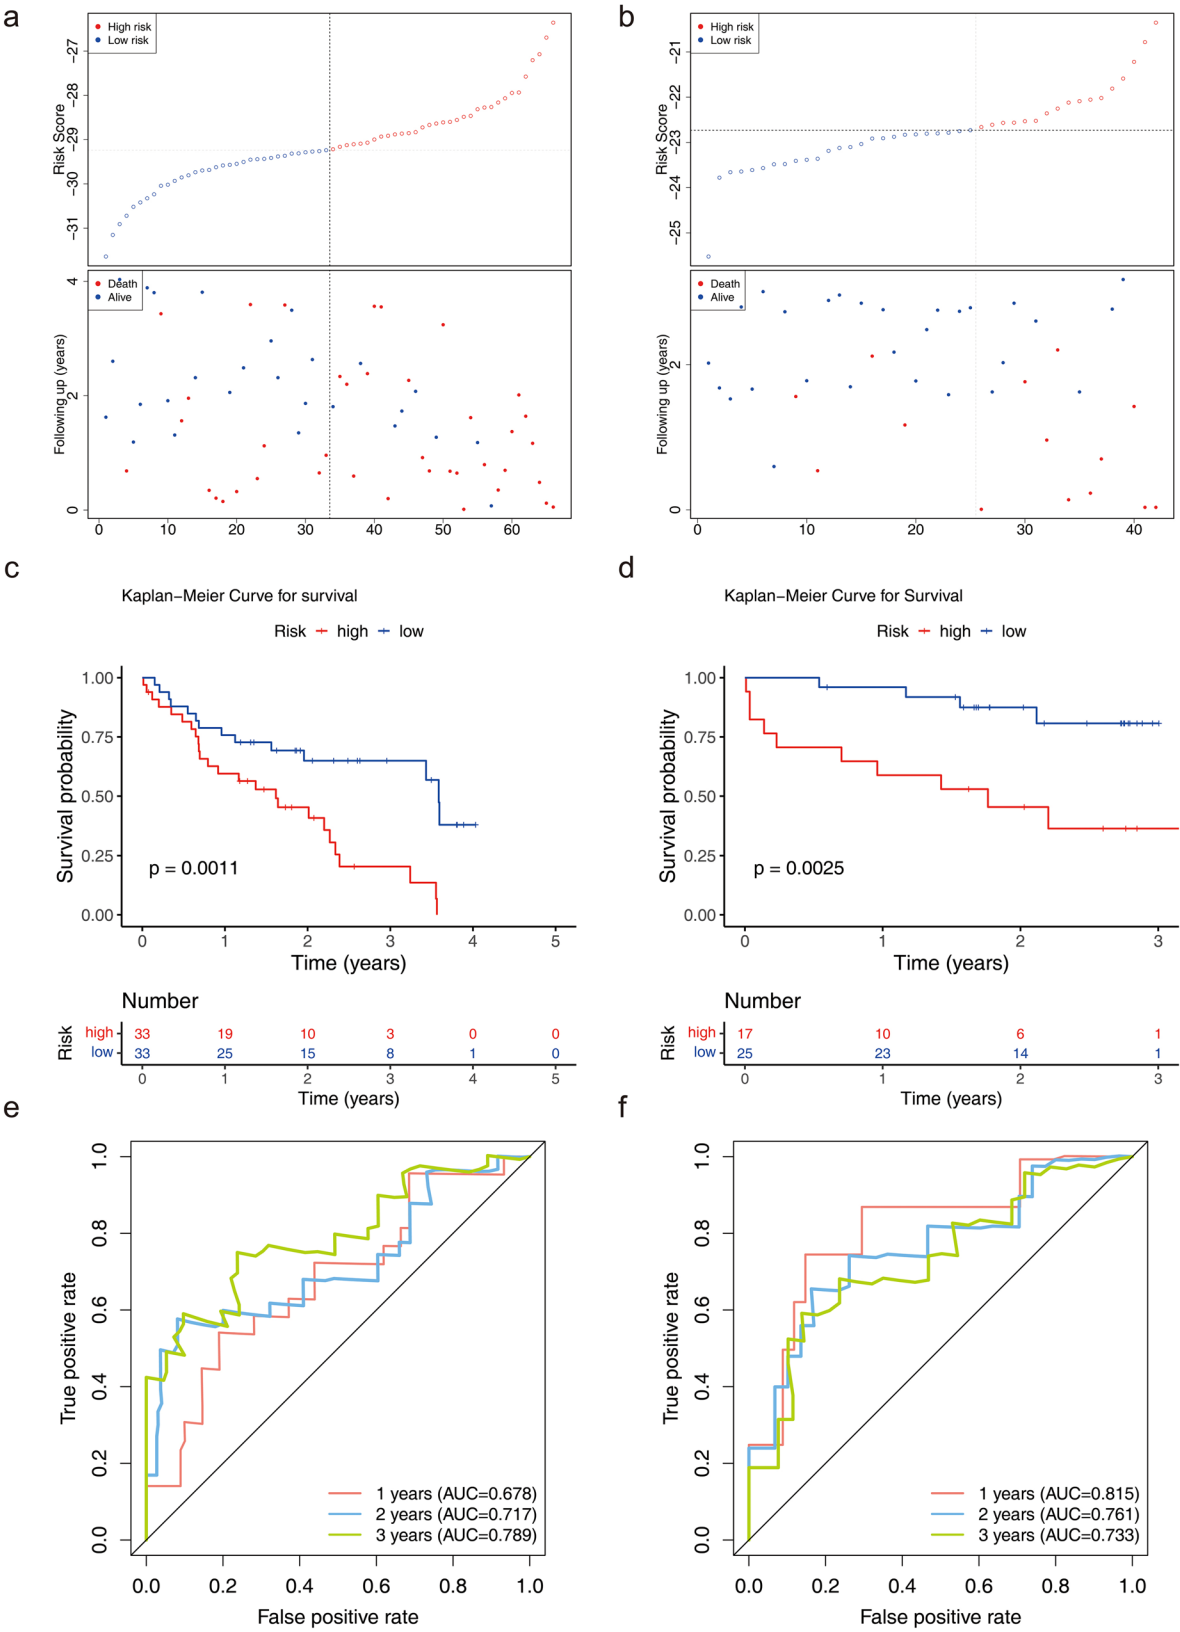 a
High risk
Low risk
Risk Score
-27
-28
-29
-30
-31
Death
Alive
Following up (years)
4
2
0
0 10 20 30 40 50 60
b
High risk
Low risk
Risk Score
-21
-22
-23
-24
-25
Death
Alive
Following up (years)
2
0
0 10 20 30 40
c
Kaplan-Meier Curve for survival
Risk high low
Survival probability
1.00
0.75
0.50
0.25
0.00
p = 0.0011
0 1 2 3 4 5
Time (years)
Number
Risk
high 33 19 10 3 0 0
low 33 25 15 8 1 0
0 1 2 3 4 5
Time (years)
d
Kaplan-Meier Curve for Survival
Risk high low
Survival probability
1.00
0.75
0.50
0.25
0.00
p = 0.0025
0 1 2 3
Time (years)
Number
Risk
high 17 10 6 1
low 25 23 14 1
0 1 2 3
Time (years)
e
True positive rate
1.0
0.8
0.6
0.4
0.2
0.0
1 years (AUC=0.678)
2 years (AUC=0.717)
3 years (AUC=0.789)
0.0 0.2 0.4 0.6 0.8 1.0
False positive rate
f
True positive rate
1.0
0.8
0.6
0.4
0.2
0.0
1 years (AUC=0.815)
2 years (AUC=0.761)
3 years (AUC=0.733)
0.0 0.2 0.4 0.6 0.8 1.0
False positive rate